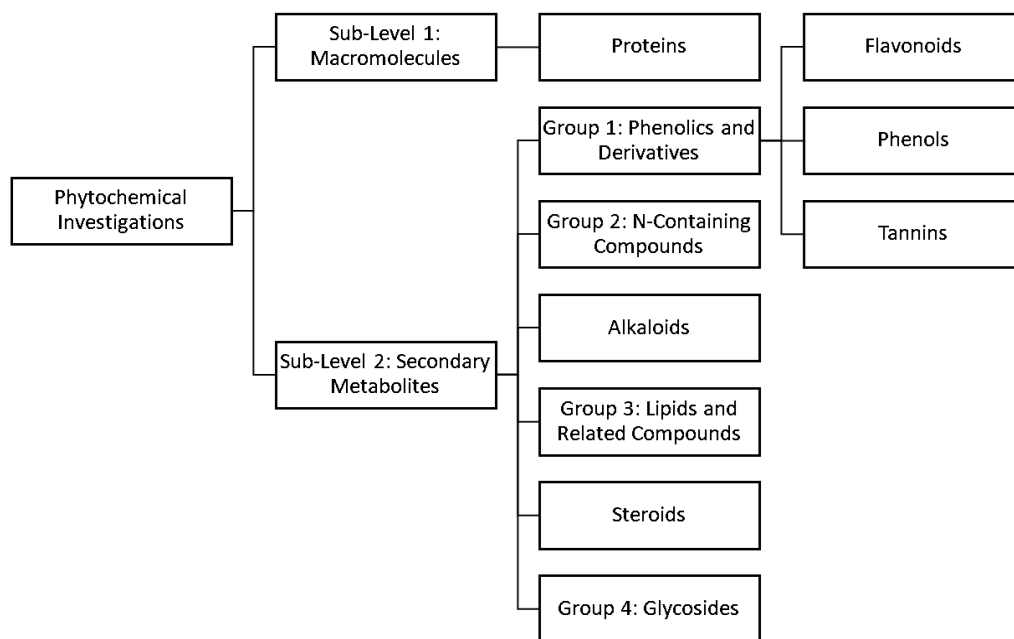 Phytochemical
Investigations
Sub-Level 1:
Macromolecules
Proteins
Sub-Level 2: Secondary
Metabolites
Group 1: Phenolics and
Derivatives
Flavonoids
Phenols
Tannins
Group 2: N-Containing
Compounds
Alkaloids
Group 3: Lipids and
Related Compounds
Steroids
Group 4: Glycosides